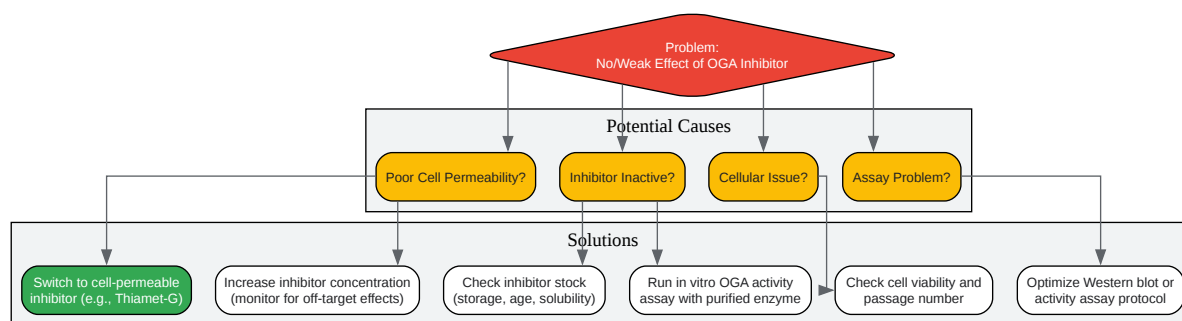 Problem:
No/Weak Effect of OGA Inhibitor
Potential Causes
Poor Cell Permeability?
Inhibitor Inactive?
Cellular Issue?
Assay Problem?
Solutions
Switch to cell-permeable
inhibitor (e.g., Thiamet-G)
Increase inhibitor concentration
(monitor for off-target effects)
Check inhibitor stock
(storage, age, solubility)
Run in vitro OGA activity
assay with purified enzyme
Check cell viability and
passage number
Optimize Western blot or
activity assay protocol